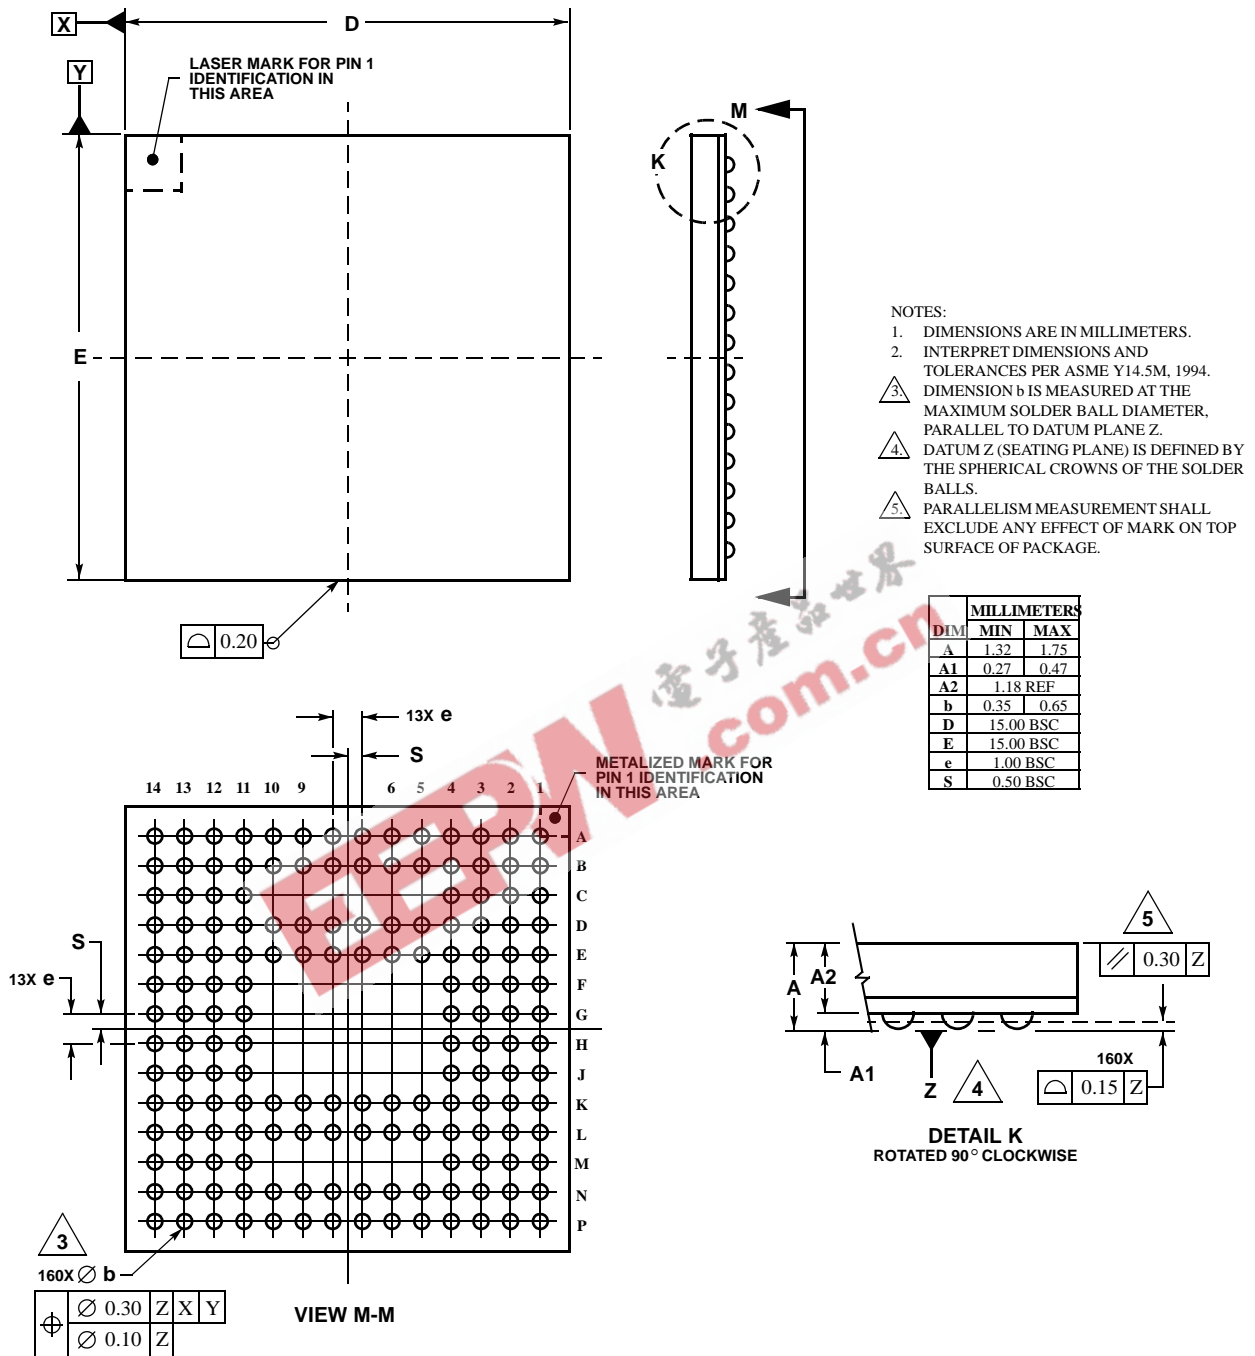 X
D
Y
LASER MARK FOR PIN 1
IDENTIFICATION IN
THIS AREA
M
K
E
0.20
NOTES:
1. DIMENSIONS ARE IN MILLIMETERS.
2. INTERPRET DIMENSIONS AND
TOLERANCES PER ASME Y14.5M, 1994.
3. DIMENSION b IS MEASURED AT THE
MAXIMUM SOLDER BALL DIAMETER,
PARALLEL TO DATUM PLANE Z.
4. DATUM Z (SEATING PLANE) IS DEFINED BY
THE SPHERICAL CROWNS OF THE SOLDER
BALLS.
5. PARALLELISM MEASUREMENT SHALL
EXCLUDE ANY EFFECT OF MARK ON TOP
SURFACE OF PACKAGE.
MILLIMETERS
DIM MIN MAX
A 1.32 1.75
A1 0.27 0.47
A2 1.18 REF
b 0.35 0.65
D 15.00 BSC
E 15.00 BSC
e 1.00 BSC
S 0.50 BSC
EEPW
電子產品世界
.com.cn
13X e
S
METALIZED MARK FOR
PIN 1 IDENTIFICATION
IN THIS AREA
14 13 12 11 10 9 6 5 4 3 2 1
A
B
C
D
E
F
G
H
J
K
L
M
N
P
S
13X e
3
160X ∅ b
⌖ ∅ 0.30 Z X Y
∅ 0.10 Z
VIEW M-M
5
// 0.30 Z
A
A2
A1
Z
4
160X
⌓ 0.15 Z
DETAIL K
ROTATED 90° CLOCKWISE